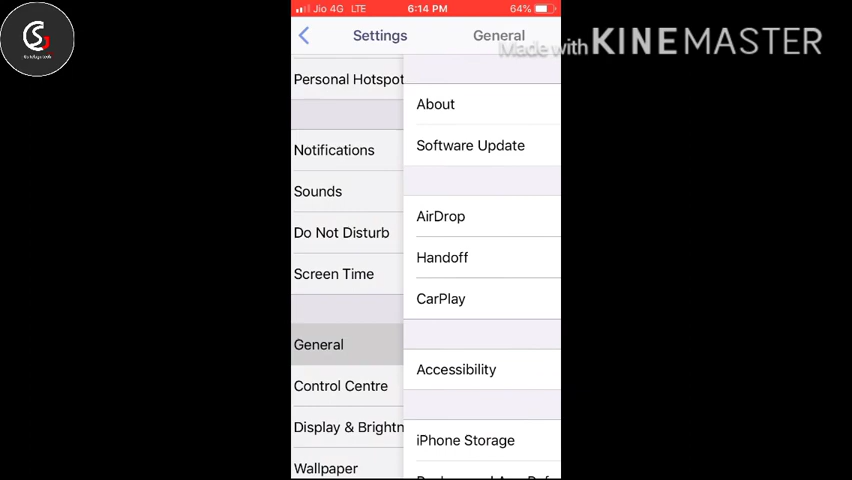 Jio 4G LTE 6:14 PM 64%
Settings General
Made with KINEMASTER
Personal Hotspot
Notifications
Sounds
Do Not Disturb
Screen Time
General
Control Centre
Display & Brightn
Wallpaper
About
Software Update
AirDrop
Handoff
CarPlay
Accessibility
iPhone Storage